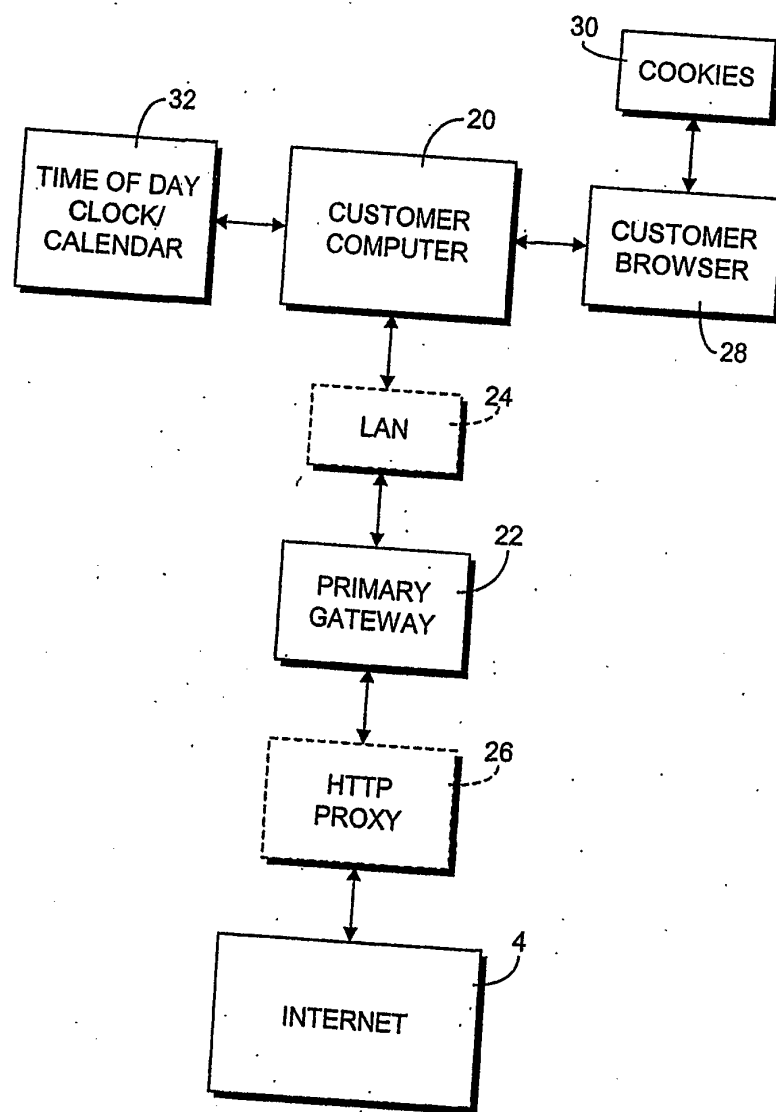 30
COOKIES
32
20
TIME OF DAY
CLOCK/
CALENDAR
CUSTOMER
COMPUTER
CUSTOMER
BROWSER
28
24
LAN
22
PRIMARY
GATEWAY
26
HTTP
PROXY
4
INTERNET